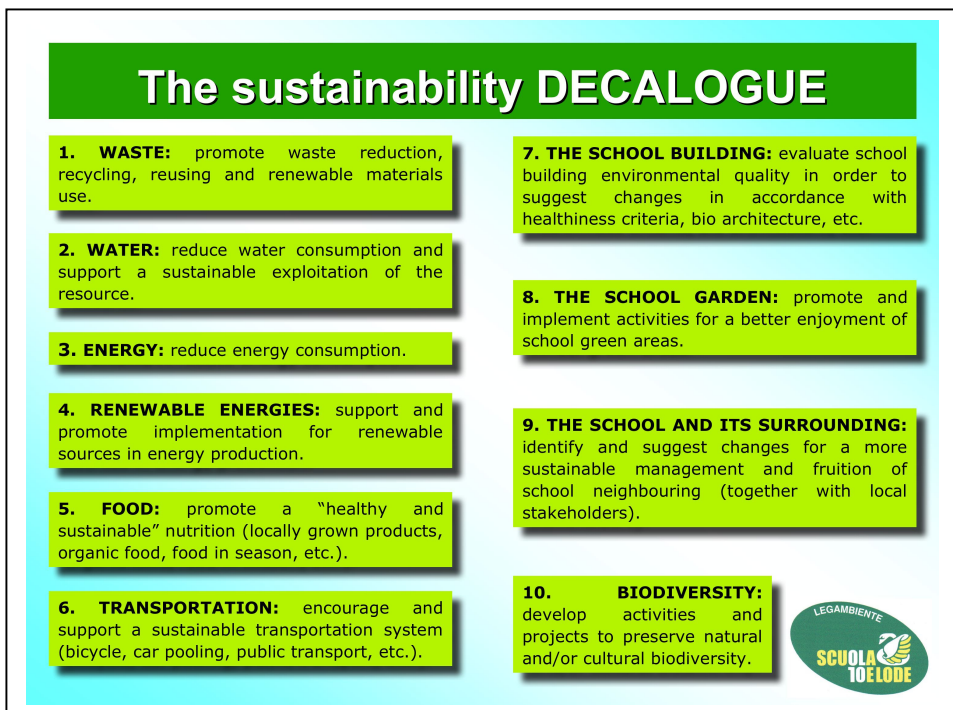 The sustainability DECALOGUE
1. WASTE: promote waste reduction,
recycling, reusing and renewable materials
use.
2. WATER: reduce water consumption and
support a sustainable exploitation of the
resource.
3. ENERGY: reduce energy consumption.
4. RENEWABLE ENERGIES: support and
promote implementation for renewable
sources in energy production.
5. FOOD: promote a “healthy and
sustainable” nutrition (locally grown products,
organic food, food in season, etc.).
6. TRANSPORTATION: encourage and
support a sustainable transportation system
(bicycle, car pooling, public transport, etc.).
7. THE SCHOOL BUILDING: evaluate school
building environmental quality in order to
suggest changes in accordance with
healthiness criteria, bio architecture, etc.
8. THE SCHOOL GARDEN: promote and
implement activities for a better enjoyment of
school green areas.
9. THE SCHOOL AND ITS SURROUNDING:
identify and suggest changes for a more
sustainable management and fruition of
school neighbouring (together with local
stakeholders).
10. BIODIVERSITY:
develop activities and
projects to preserve natural
and/or cultural biodiversity.
LEGAMBIENTE
SCUOLA
10ELODE